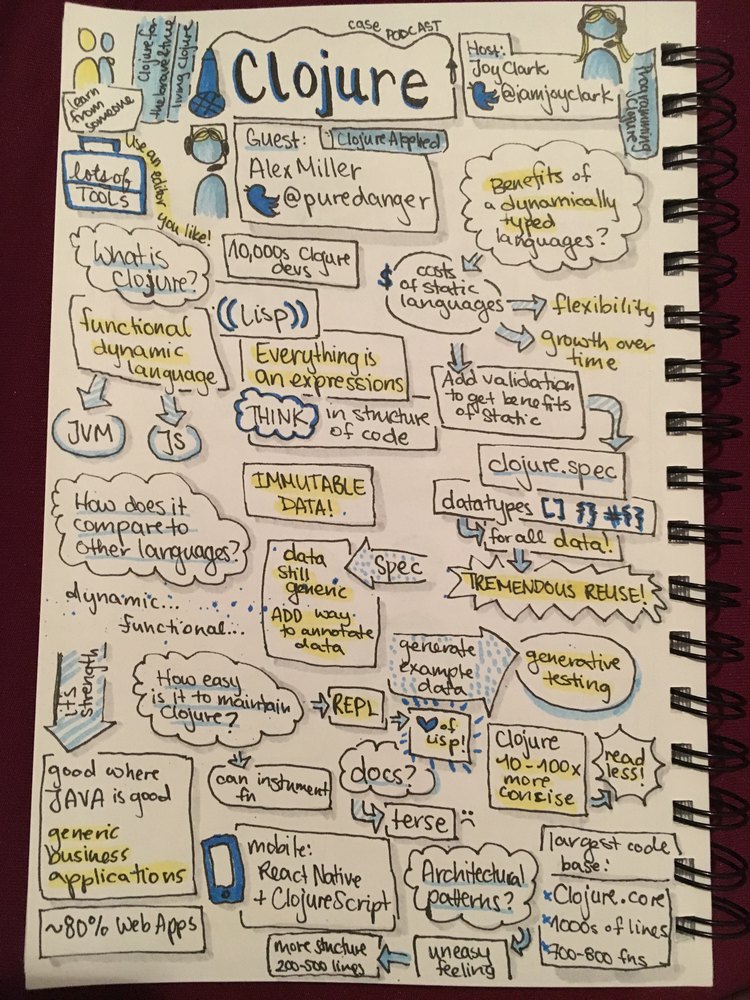 case PODCAST
Clojure
Host:
Joy Clark
@iamjoyclark
Programming
Clojure
Clojure for
the brave & true
living Clojure
learn
from
someone
lots of
TOOLS
Use an editor
you like!
Guest:
Clojure Applied
Alex Miller
@puredanger
Benefits of
a dynamically
typed
languages?
What is
Clojure?
10,000s Clojure
devs
$ costs
of static
languages
flexibility
growth over
time
functional
dynamic
language
((Lisp))
Everything is
an expressions
THINK in structure
of code
JVM
JS
Add validation
to get benefits
of static
clojure.spec
datatypes [] {} #{}
for all data!
TREMENDOUS REUSE!
How does it
compare to
other languages?
IMMUTABLE
DATA!
data
still
generic
ADD way
to annotate
data
Spec
dynamic...
functional...
generate
example
data
generative
testing
it's
strength
How easy
is it to maintain
Clojure?
REPL
♥ of
Lisp!
can instument
fn
docs?
terse :(
Clojure
10-100x
more
concise
read
less!
good where
JAVA is good
generic
business
applications
~80% Web Apps
mobile:
React Native
+ ClojureScript
Architectural
patterns?
uneasy
feeling
more structure
200-500 lines
largest code
base:
Clojure.core
1000s of lines
700-800 fns